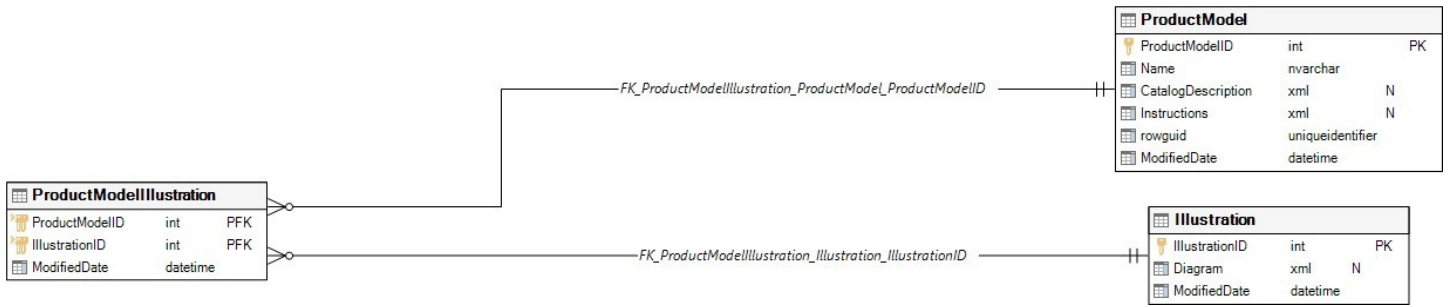 ProductModel
ProductModelID int PK
Name nvarchar
CatalogDescription xml N
Instructions xml N
rowguid uniqueidentifier
ModifiedDate datetime
FK_ProductModelIllustration_ProductModel_ProductModelID
ProductModelIllustration
ProductModelID int PFK
IllustrationID int PFK
ModifiedDate datetime
FK_ProductModelIllustration_Illustration_IllustrationID
Illustration
IllustrationID int PK
Diagram xml N
ModifiedDate datetime